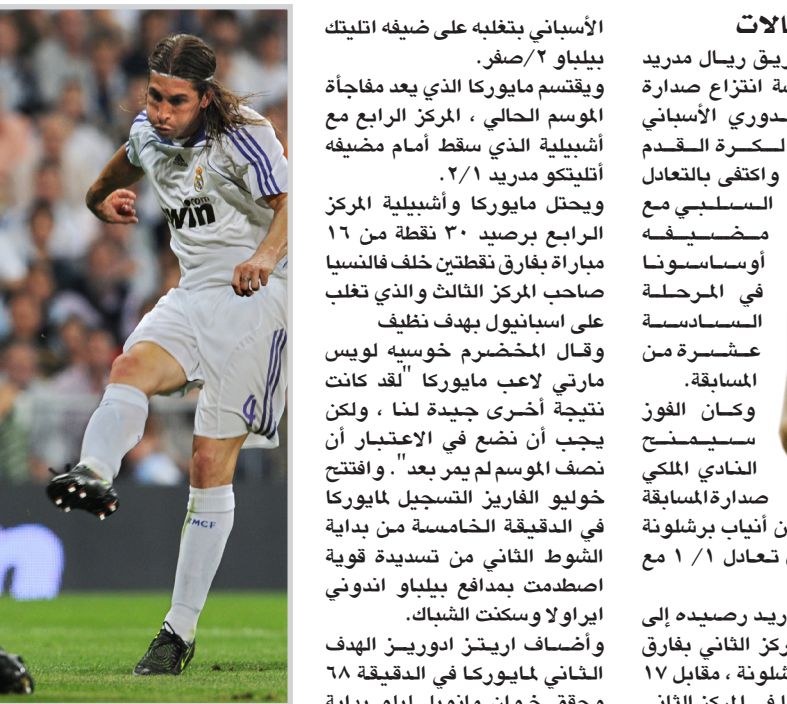 الات
ريق ريال مدريد
انتزاع صدارة
الأسباني
لكرة القدم
واكتفى بالتعادل
السلبي مع
مضيفه
أوساسونا
في المرحلة
السادسة
عشرة من
المسابقة.
وكان الفوز
سيمنح
النادي الملكي
صدارة المسابقة
من أنياب برشلونة
تعادل ١/ ١ مع
رصيده إلى
المركز الثاني بفارق
، مقابل ١٧
الأسباني بتغلبه على ضيفه اتليتك
بيلباو ٢/صفر.
ويقتسم مايوركا الذي يعد مفاجأة
الموسم الحالي ، المركز الرابع مع
أشبيلية الذي سقط أمام مضيفه
أتليتكو مدريد ٢/١.
ويحتل مايوركا وأشبيلية المركز
الرابع برصيد ٣٠ نقطة من ١٦
مباراة بفارق نقطتين خلف فالنسيا
صاحب المركز الثالث والذي تغلب
على اسبانيول بهدف نظيف
وقال المخضرم خوسيه لويس
مارتي لاعب مايوركا "لقد كانت
نتيجة أخرى جيدة لنا ، ولكن
يجب أن نضع في الاعتبار أن
نصف الموسم لم يمر بعد". وافتتح
خوليو الفاريز التسجيل لمايوركا
في الدقيقة الخامسة من بداية
الشوط الثاني من تسديدة قوية
اصطدمت بمدافع بيلباو اندوني
ايراولا وسكنت الشباك.
وأضاف اريتز ادوريز الهدف
الثاني لمايوركا في الدقيقة ٦٨
win
.com
RMCF
4